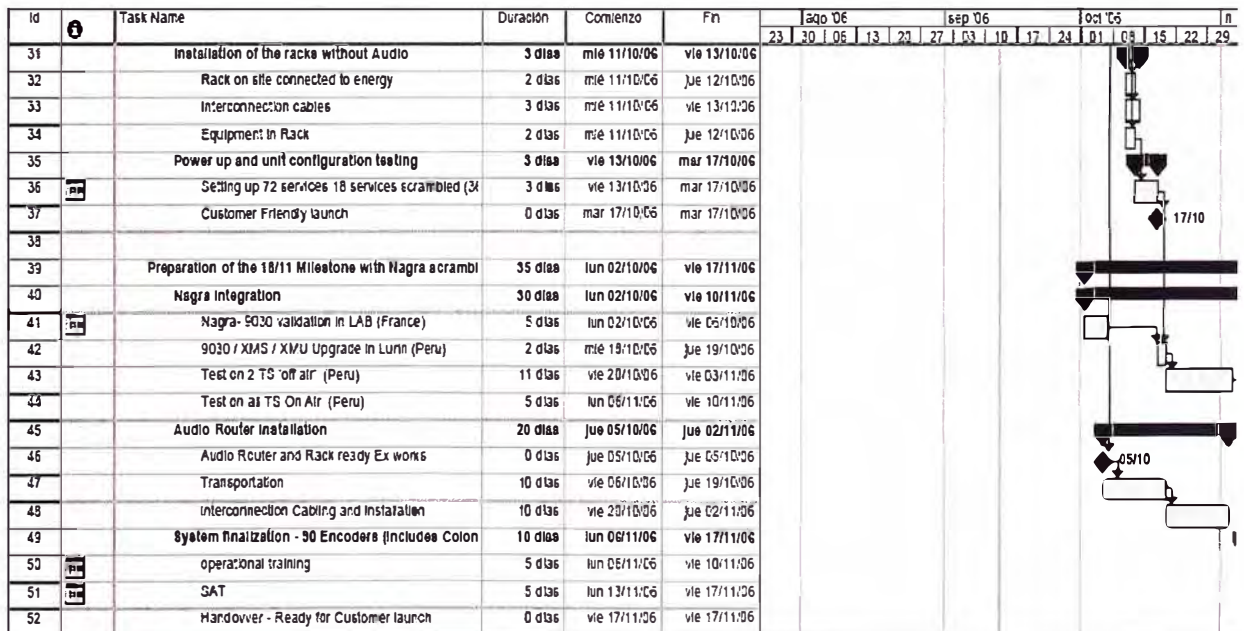 Id Task Name Duración Comienzo Fin ago '06 sep '06 oct '06 n
23 30 06 13 20 27 03 10 17 24 01 08 15 22 29
31 Installation of the racks without Audio 3 días mié 11/10/06 vie 13/10/06
32 Rack on site connected to energy 2 días mié 11/10/06 jue 12/10/06
33 Interconnection cables 3 días mié 11/10/06 vie 13/10/06
34 Equipment in Rack 2 días mié 11/10/06 jue 12/10/06
35 Power up and unit configuration testing 3 días vie 13/10/06 mar 17/10/06
36 Setting up 72 services 18 services scrambled (36 3 días vie 13/10/06 mar 17/10/06
37 Customer Friendly launch 0 días mar 17/10/06 mar 17/10/06 17/10
38
39 Preparation of the 18/11 Milestone with Nagra scrambl 35 días lun 02/10/06 vie 17/11/06
40 Nagra Integration 30 días lun 02/10/06 vie 10/11/06
41 Nagra- 9030 validation in LAB (France) 5 días lun 02/10/06 vie 06/10/06
42 9030 / XMS / XMU Upgrade in Lurin (Peru) 2 días mié 18/10/06 jue 19/10/06
43 Test on 2 TS "off air" (Peru) 11 días vie 20/10/06 vie 03/11/06
44 Test on all TS On Air (Peru) 5 días lun 06/11/06 vie 10/11/06
45 Audio Router Installation 20 días jue 05/10/06 jue 02/11/06
46 Audio Router and Rack ready Ex works 0 días jue 05/10/06 jue 05/10/06 05/10
47 Transportation 10 días vie 06/10/06 jue 19/10/06
48 Interconnection Cabling and Instalation 10 días vie 20/10/06 jue 02/11/06
49 System finalization - 90 Encoders (includes Colon 10 días lun 06/11/06 vie 17/11/06
50 operational training 5 días lun 06/11/06 vie 10/11/06
51 SAT 5 días lun 13/11/06 vie 17/11/06
52 Handovver - Ready for Customer launch 0 días vie 17/11/06 vie 17/11/06